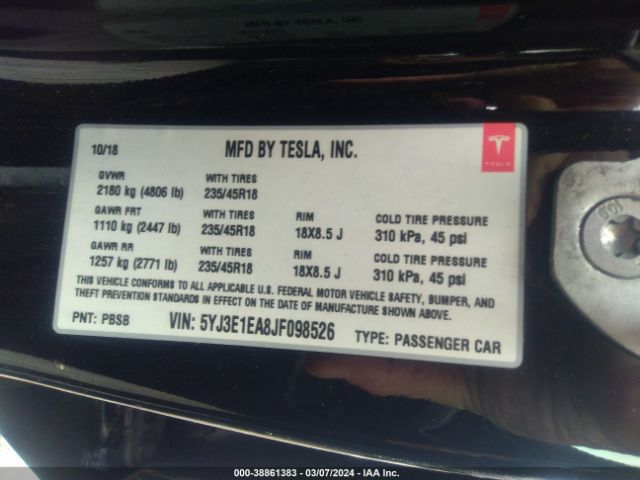 MFD BY TESLA, INC.
10/18
MFD BY TESLA, INC.
TESLA
GVWR
WITH TIRES
2180 kg (4806 lb)
235/45R18
GAWR FRT
WITH TIRES
RIM
COLD TIRE PRESSURE
1110 kg (2447 lb)
235/45R18
18X8.5 J
310 kPa, 45 psi
GAWR RR
WITH TIRES
RIM
COLD TIRE PRESSURE
1257 kg (2771 lb)
235/45R18
18X8.5 J
310 kPa, 45 psi
THIS VEHICLE CONFORMS TO ALL APPLICABLE U.S. FEDERAL MOTOR VEHICLE SAFETY, BUMPER, AND
THEFT PREVENTION STANDARDS IN EFFECT ON THE DATE OF MANUFACTURE SHOWN ABOVE.
PNT: PBSB
VIN: 5YJ3E1EA8JF098526
TYPE: PASSENGER CAR
000-38861383 - 03/07/2024 - IAA Inc.